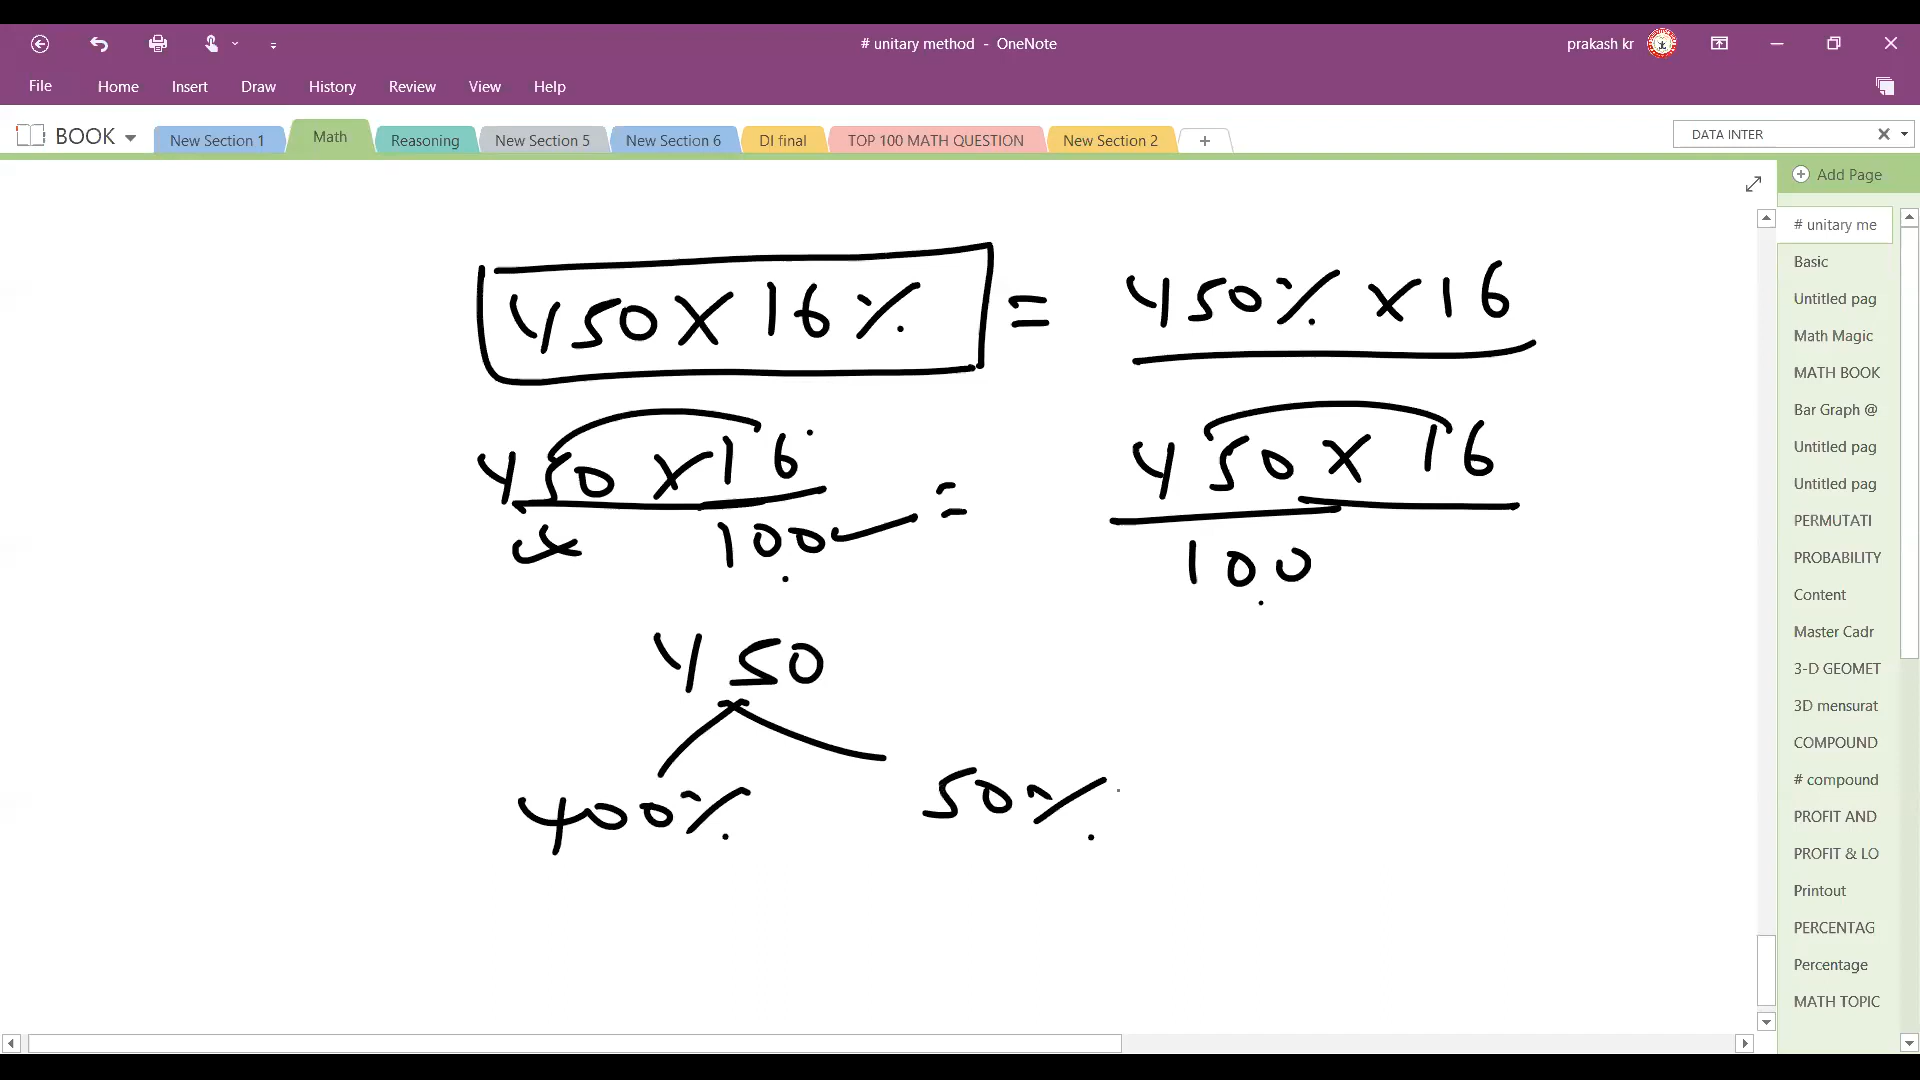 # unitary method - OneNote
prakash kr
File Home Insert Draw History Review View Help
BOOK New Section 1 Math Reasoning New Section 5 New Section 6 DI final TOP 100 MATH QUESTION New Section 2 +
DATA INTER
Add Page
# unitary me
Basic
Untitled pag
Math Magic
MATH BOOK
Bar Graph @
Untitled pag
Untitled pag
PERMUTATI
PROBABILITY
Content
Master Cadr
3-D GEOMET
3D mensurat
COMPOUND
# compound
PROFIT AND
PROFIT & LO
Printout
PERCENTAG
Percentage
MATH TOPIC
450 X 16 % = 450% X 16
450 X 16 = 450 X 16
100 100
450
400% 50%